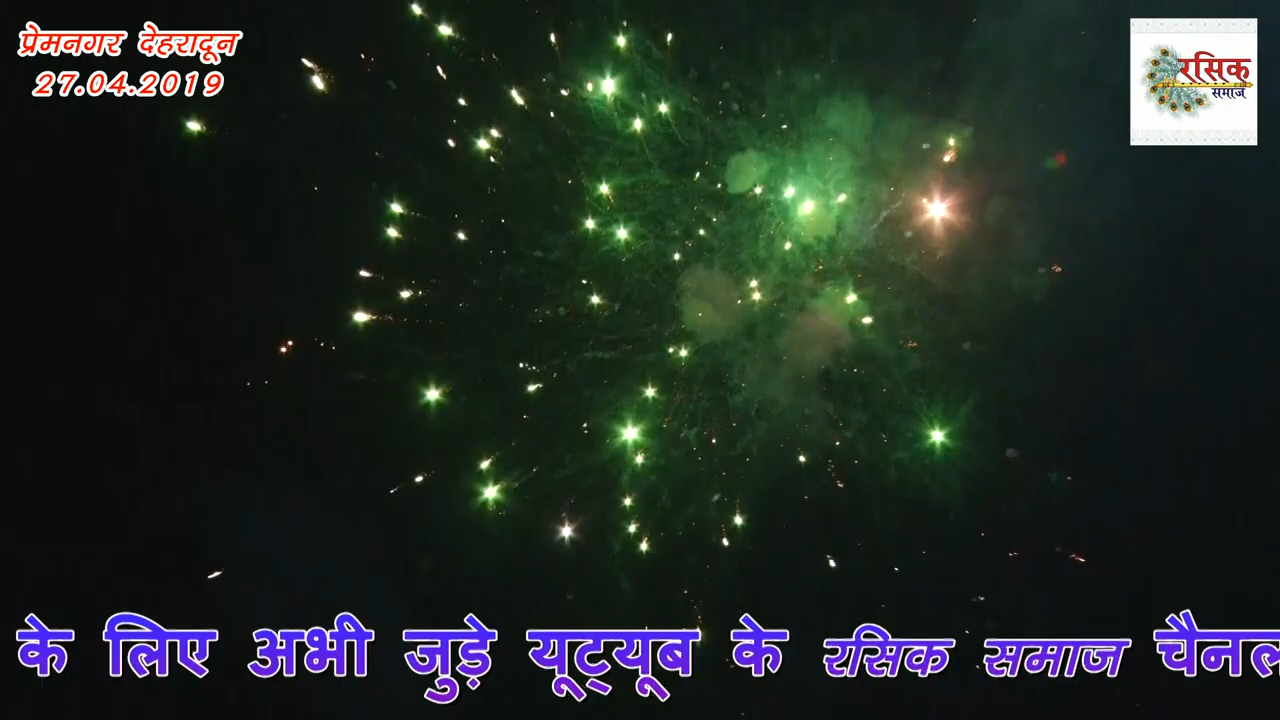 प्रेमनगर देहरादून
27.04.2019
रसिक
समाज
के लिए अभी जुड़े यूट्यूब के रसिक समाज चैनल